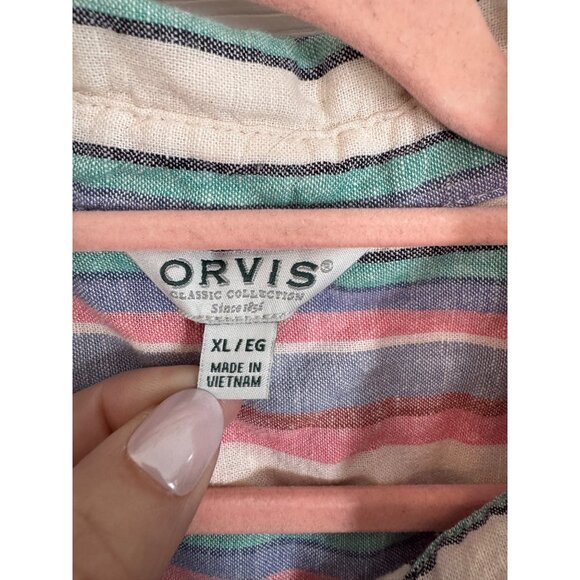 ORVIS®
CLASSIC COLLECTION
Since 1856
XL / EG
MADE IN
VIETNAM